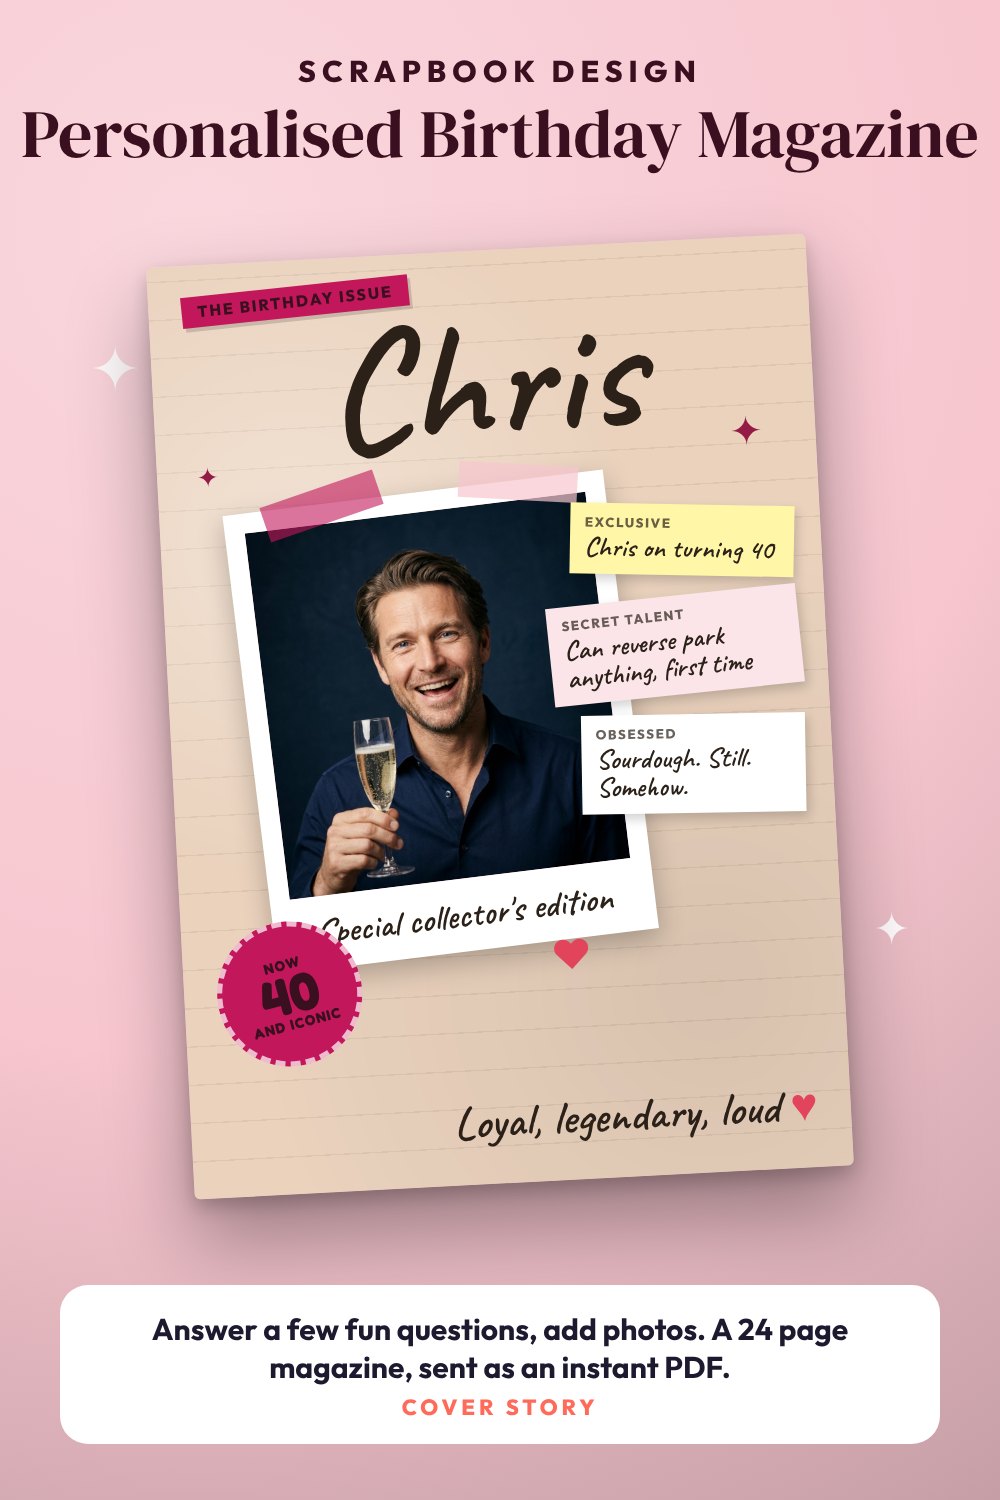 SCRAPBOOK DESIGN
Personalised Birthday Magazine
THE BIRTHDAY ISSUE
Chris
EXCLUSIVE
Chris on turning 40
SECRET TALENT
Can reverse park
anything, first time
OBSESSED
Sourdough. Still.
Somehow.
Special collector's edition
NOW
40
AND ICONIC
Loyal, legendary, loud
Answer a few fun questions, add photos. A 24 page
magazine, sent as an instant PDF.
COVER STORY